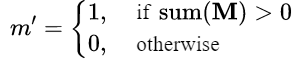 m′ = { 1, if sum(M) > 0
0, otherwise